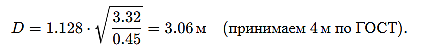 D = 1.128 · √(3.32/0.45) = 3.06 м (принимаем 4 м по ГОСТ).